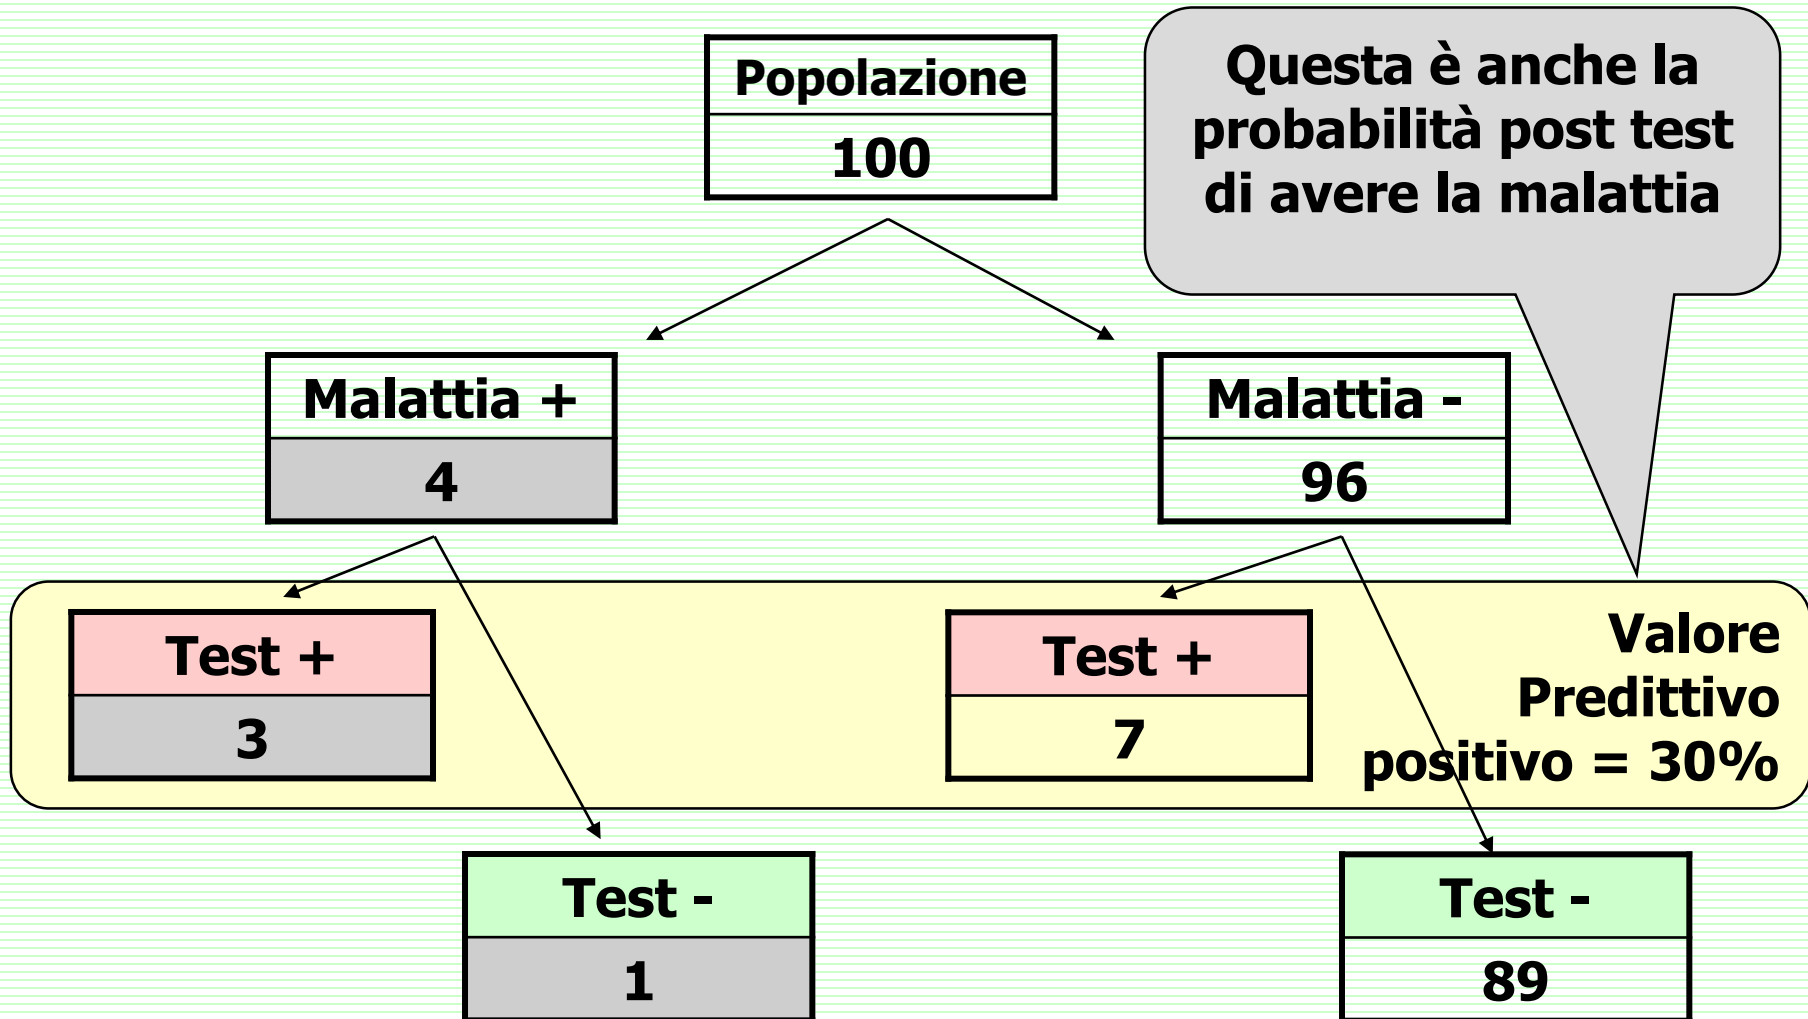 Popolazione
100
Questa è anche la
probabilità post test
di avere la malattia
Malattia +
4
Malattia -
96
Test +
3
Test +
7
Valore
Predittivo
positivo = 30%
Test -
1
Test -
89